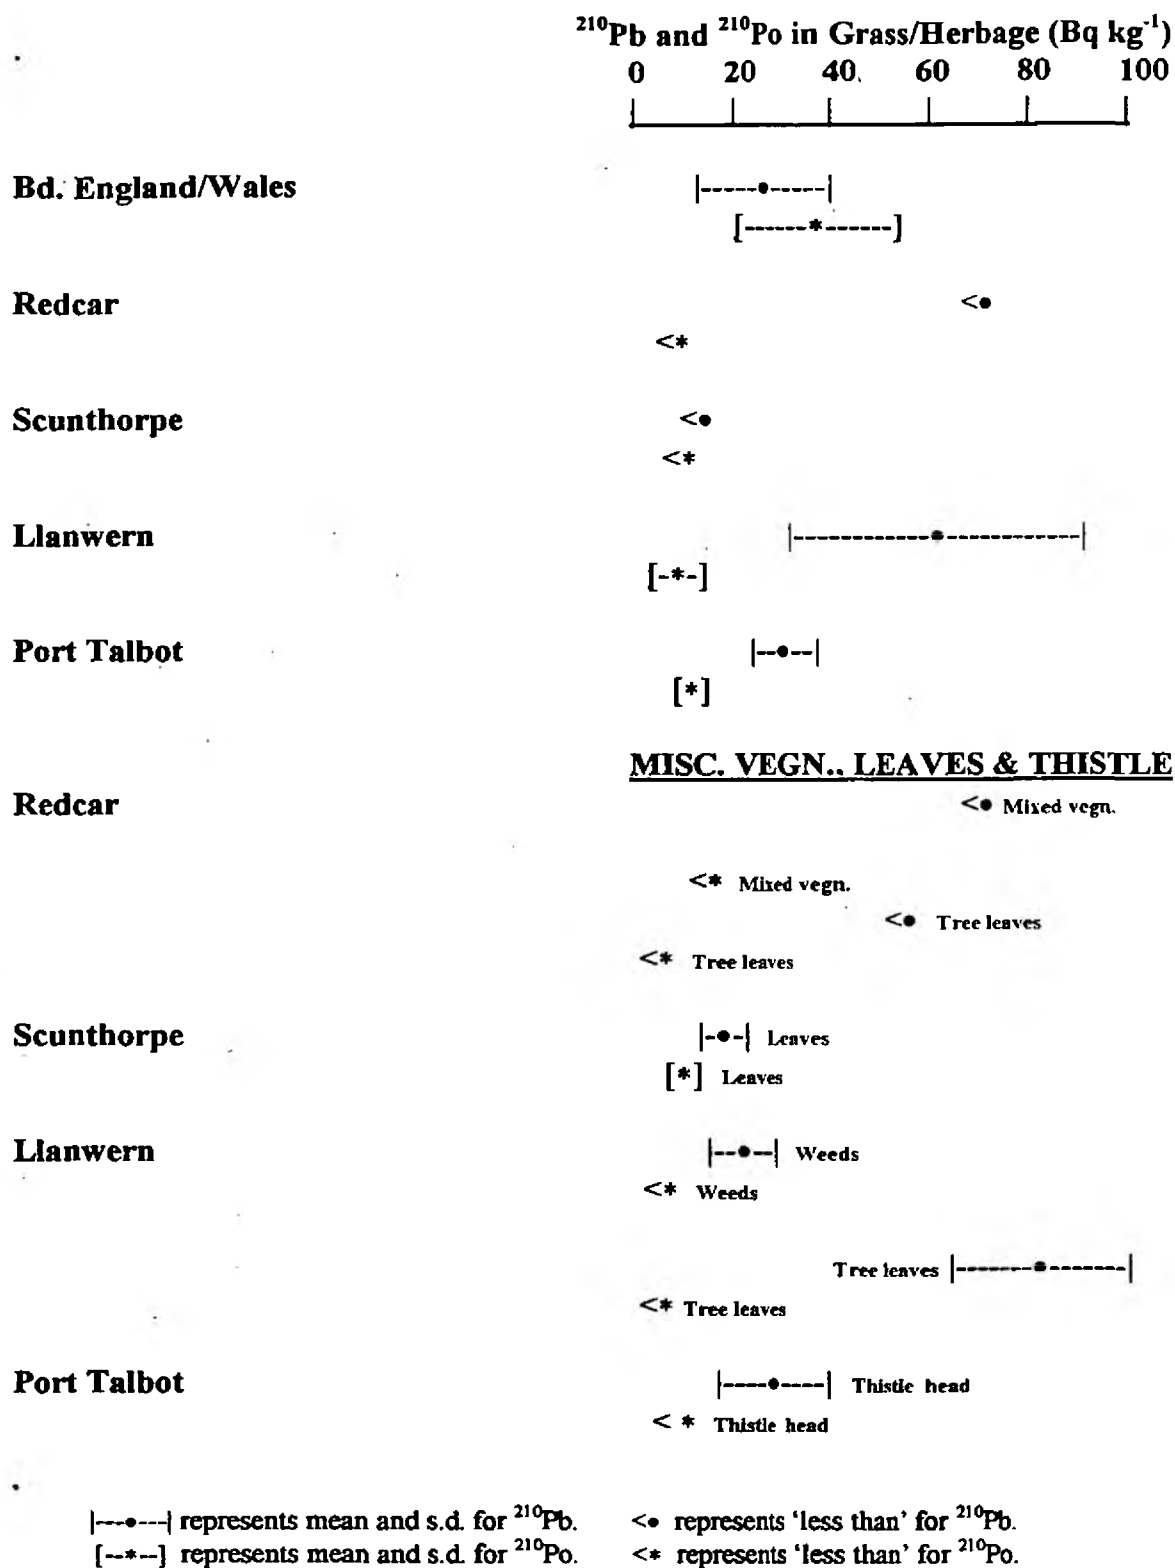 ²¹⁰Pb and ²¹⁰Po in Grass/Herbage (Bq kg⁻¹)
0 20 40 60 80 100
Bd. England/Wales |-----•-----|
[------*------]
Redcar <•
<*
Scunthorpe <•
<*
Llanwern |------------•------------|
[-*-]
Port Talbot |--•--|
[*]
MISC. VEGN.. LEAVES & THISTLE
Redcar <• Mixed vegn.
<* Mixed vegn.
<• Tree leaves
<* Tree leaves
Scunthorpe |-•-| Leaves
[*] Leaves
Llanwern |--•--| Weeds
<* Weeds
Tree leaves |-------•-------|
<* Tree leaves
Port Talbot |----•----| Thistle head
< * Thistle head
|---•---| represents mean and s.d. for ²¹⁰Pb. <• represents 'less than' for ²¹⁰Pb.
[--*--] represents mean and s.d. for ²¹⁰Po. <* represents 'less than' for ²¹⁰Po.